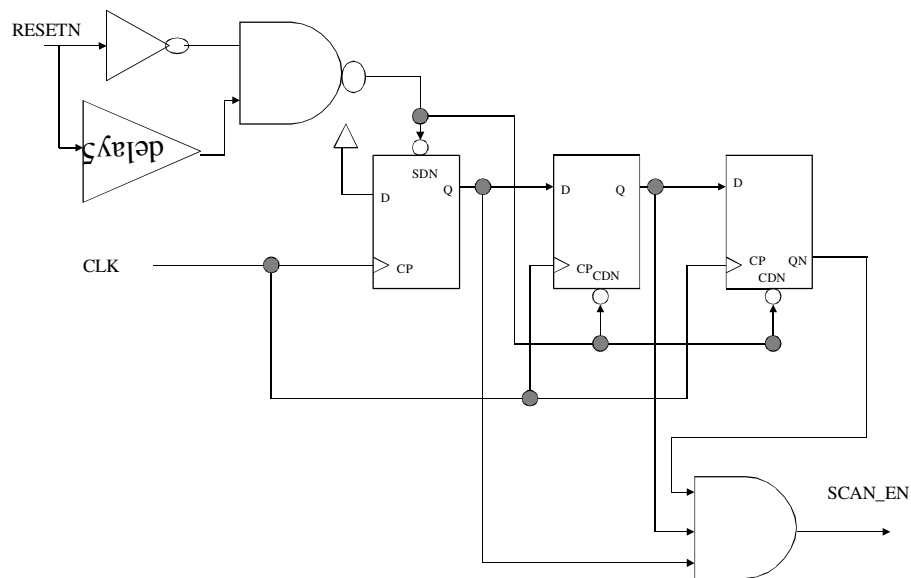 RESETN
delay5
SDN
D
Q
CP
D
Q
CP
CDN
D
CP
QN
CDN
CLK
SCAN_EN